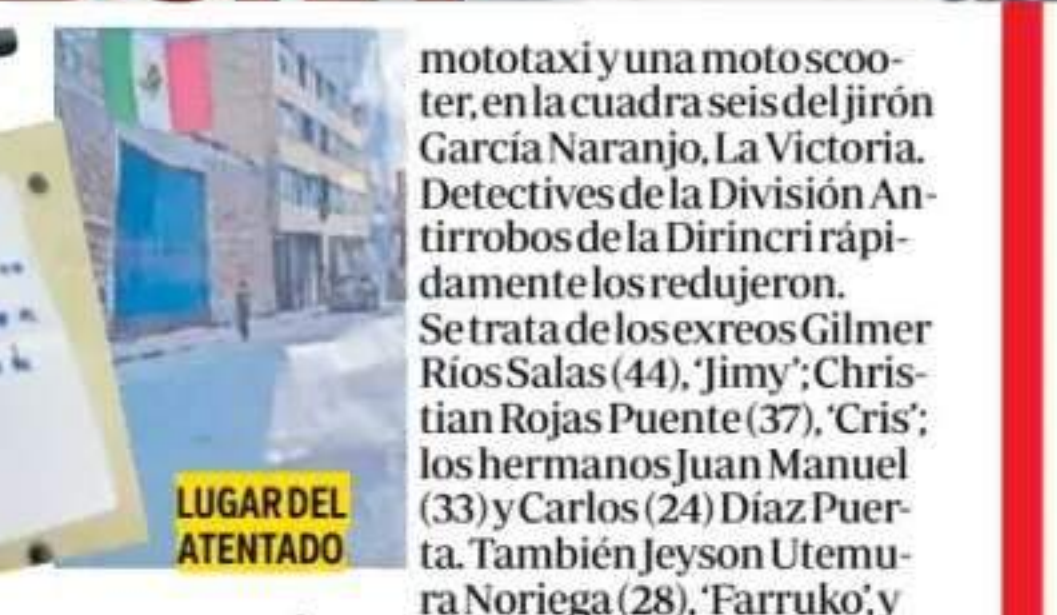 LUGAR DEL
ATENTADO
mototaxi y una moto scoo-
ter, en la cuadra seis del jirón
García Naranjo, La Victoria.
Detectives de la División An-
tirrobos de la Dirincri rápi-
damente los redujeron.
Se trata de los exreos Gilmer
Ríos Salas (44), ‘Jimy’; Chris-
tian Rojas Puente (37), ‘Cris’;
los hermanos Juan Manuel
(33) y Carlos (24) Díaz Puer-
ta. También Jeyson Utemu-
ra Noriega (28), ‘Farruko’, y